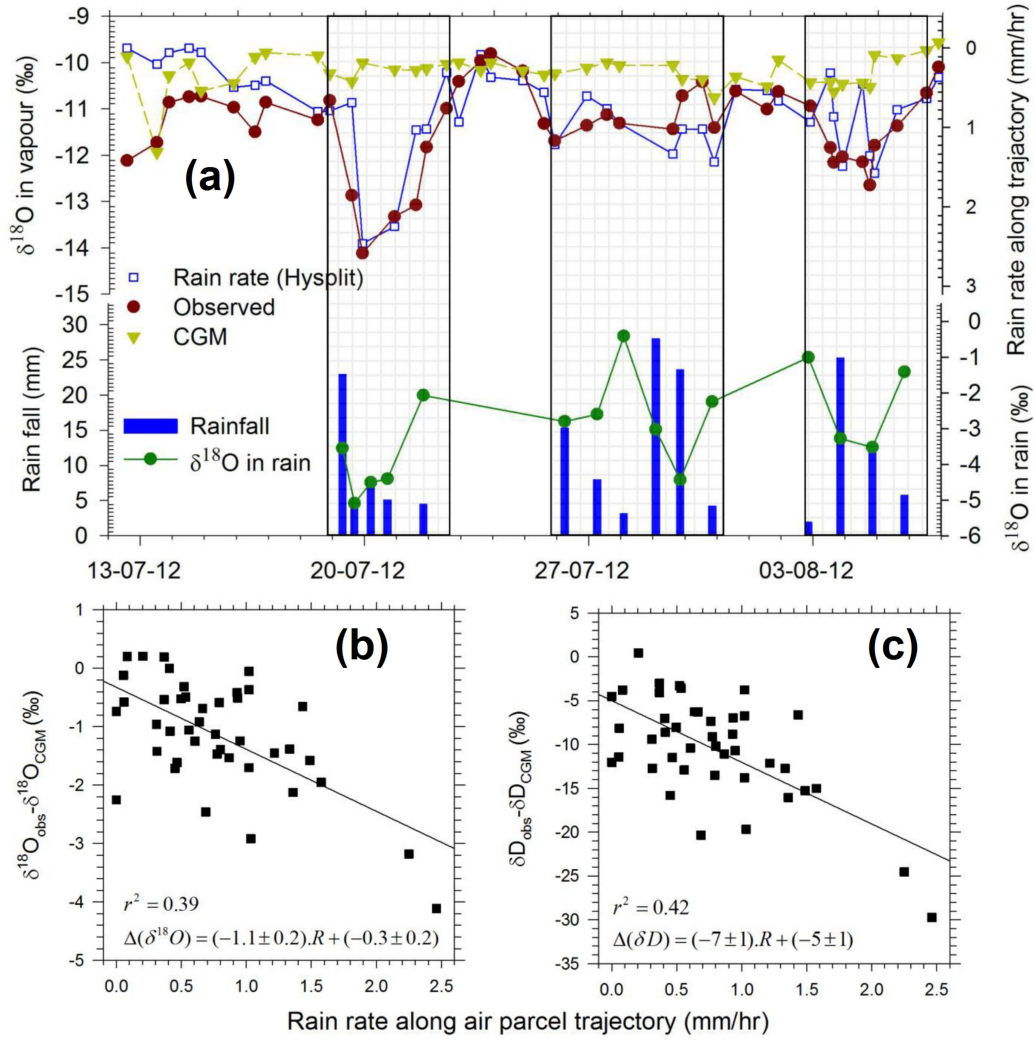 (a)
δ18O in vapour (‰)
-9
-10
-11
-12
-13
-14
-15
Rain rate along trajectory (mm/hr)
0
1
2
3
Rain rate (Hysplit)
Observed
CGM
Rain fall (mm)
30
25
20
15
10
5
0
Rainfall
δ18O in rain
δ18O in rain (‰)
0
-1
-2
-3
-4
-5
-6
13-07-12 20-07-12 27-07-12 03-08-12
(b)
δ18Oobs-δ18OCGM (‰)
1
0
-1
-2
-3
-4
-5
r2 = 0.39
Δ(δ18O) = (−1.1±0.2).R + (−0.3±0.2)
0.0 0.5 1.0 1.5 2.0 2.5
(c)
δDobs-δDCGM (‰)
5
0
-5
-10
-15
-20
-25
-30
-35
r2 = 0.42
Δ(δD) = (−7±1).R + (−5±1)
0.0 0.5 1.0 1.5 2.0 2.5
Rain rate along air parcel trajectory (mm/hr)